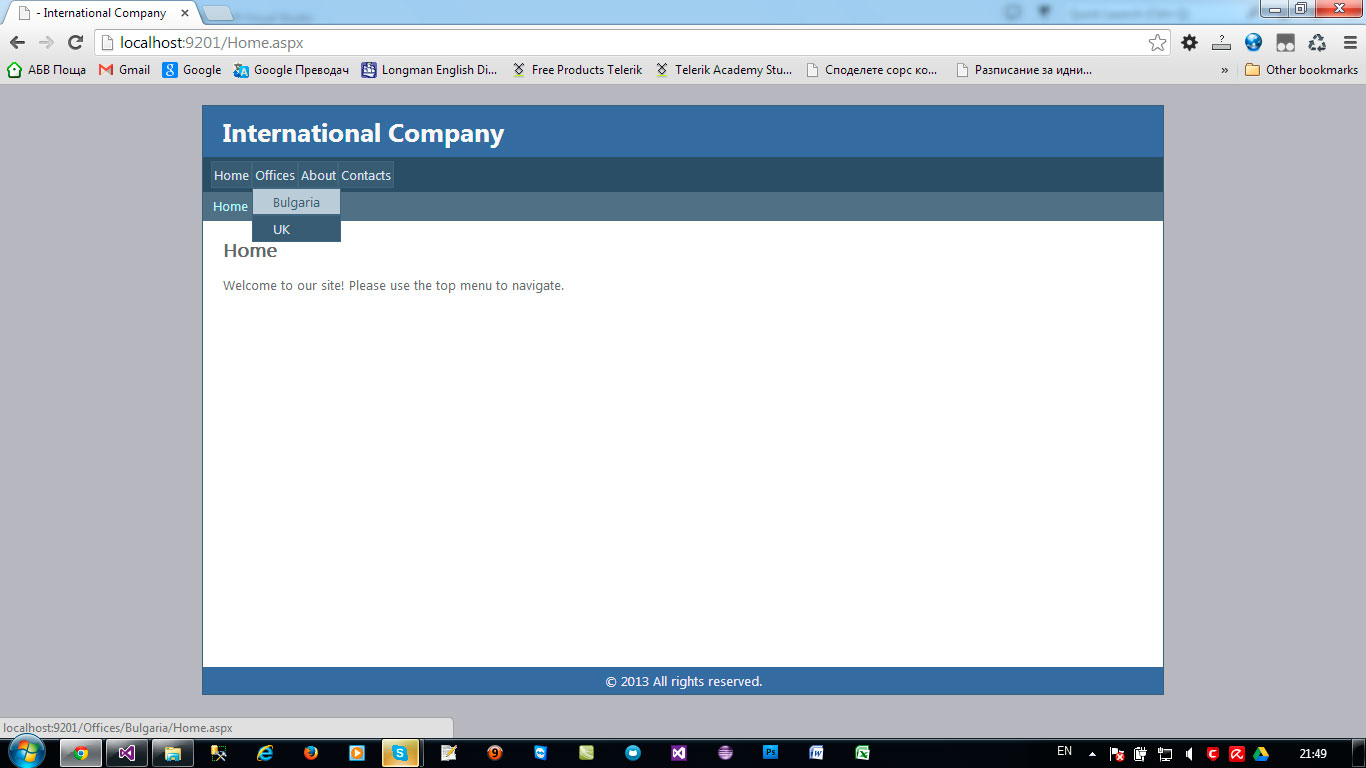 - International Company
localhost:9201/Home.aspx
АБВ Поща Gmail Google Google Преводач Longman English Di... Free Products Telerik Telerik Academy Stu... Споделете сорс ко... Разписание за идни... » Other bookmarks
International Company
Home Offices About Contacts
Home Bulgaria
UK
Home
Welcome to our site! Please use the top menu to navigate.
© 2013 All rights reserved.
localhost:9201/Offices/Bulgaria/Home.aspx
EN 21:49